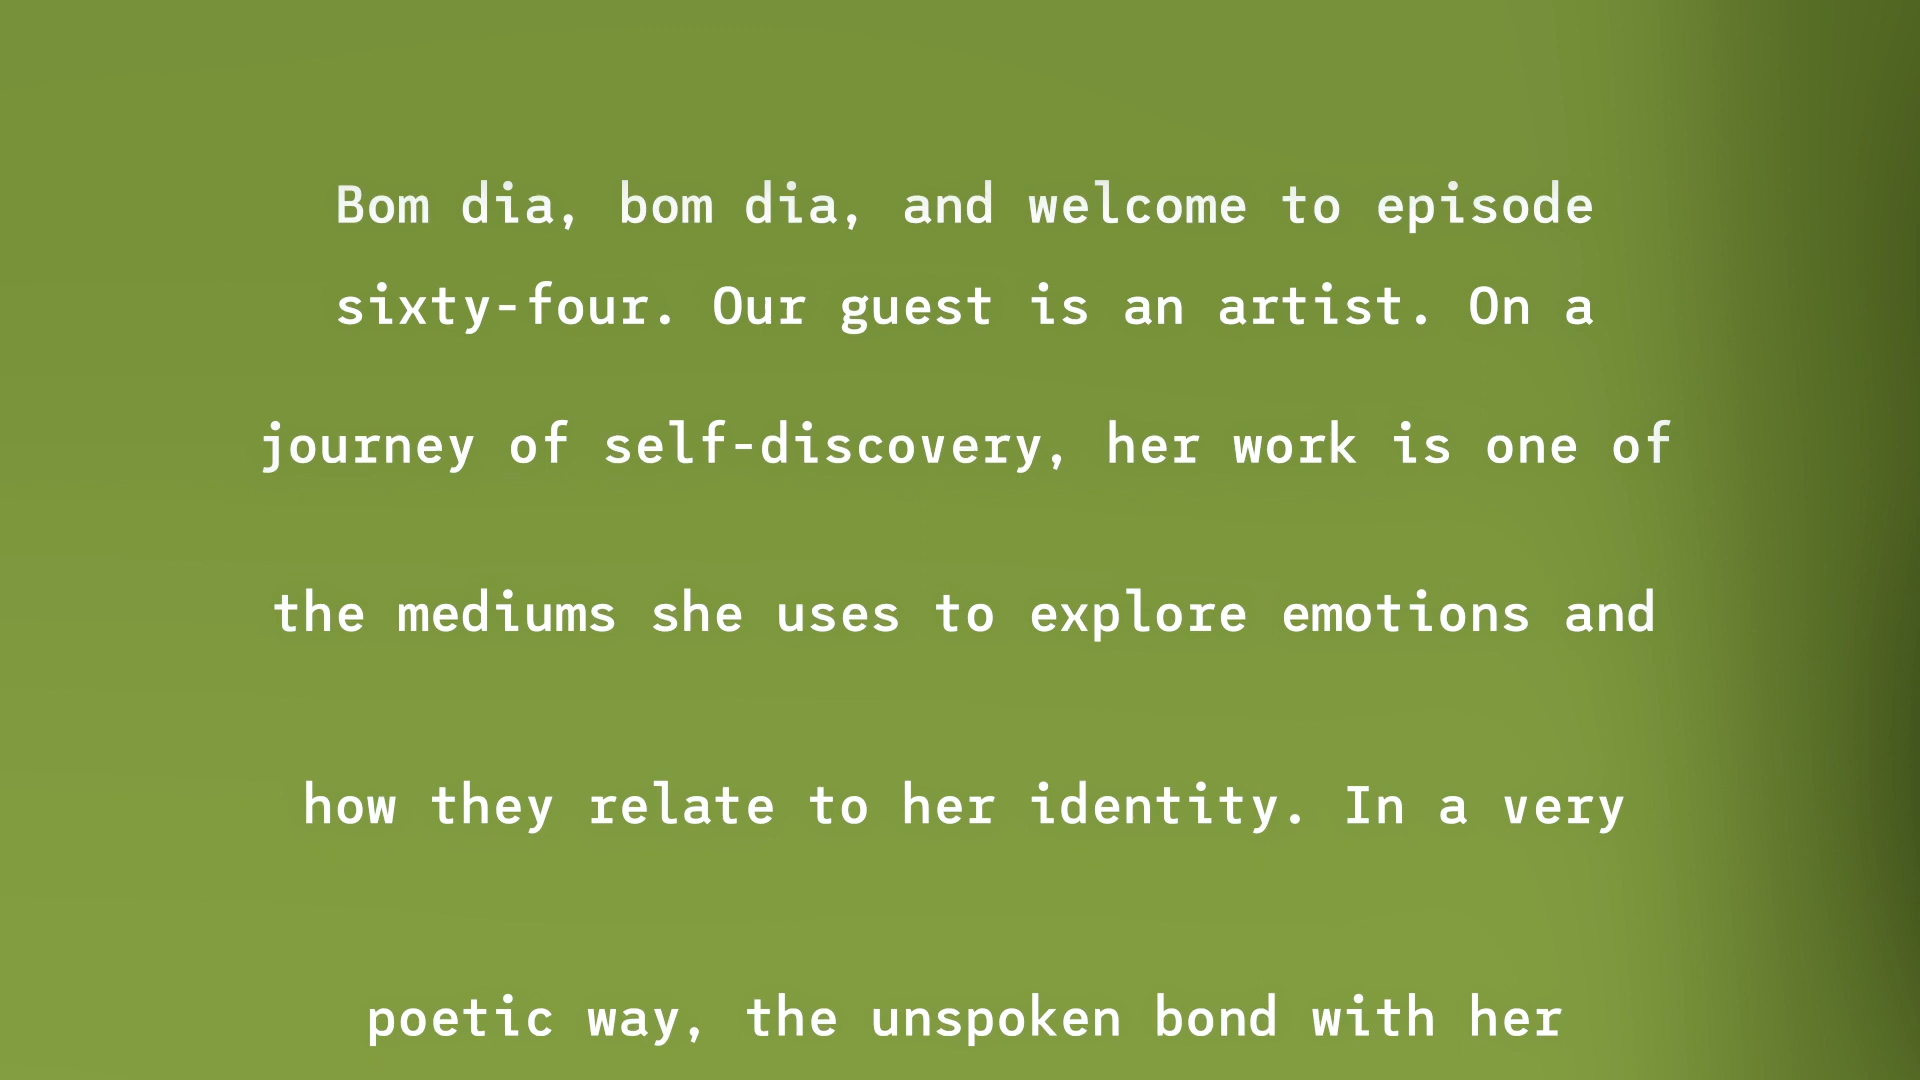 Bom dia, bom dia, and welcome to episode
sixty-four. Our guest is an artist. On a
journey of self-discovery, her work is one of
the mediums she uses to explore emotions and
how they relate to her identity. In a very
poetic way, the unspoken bond with her